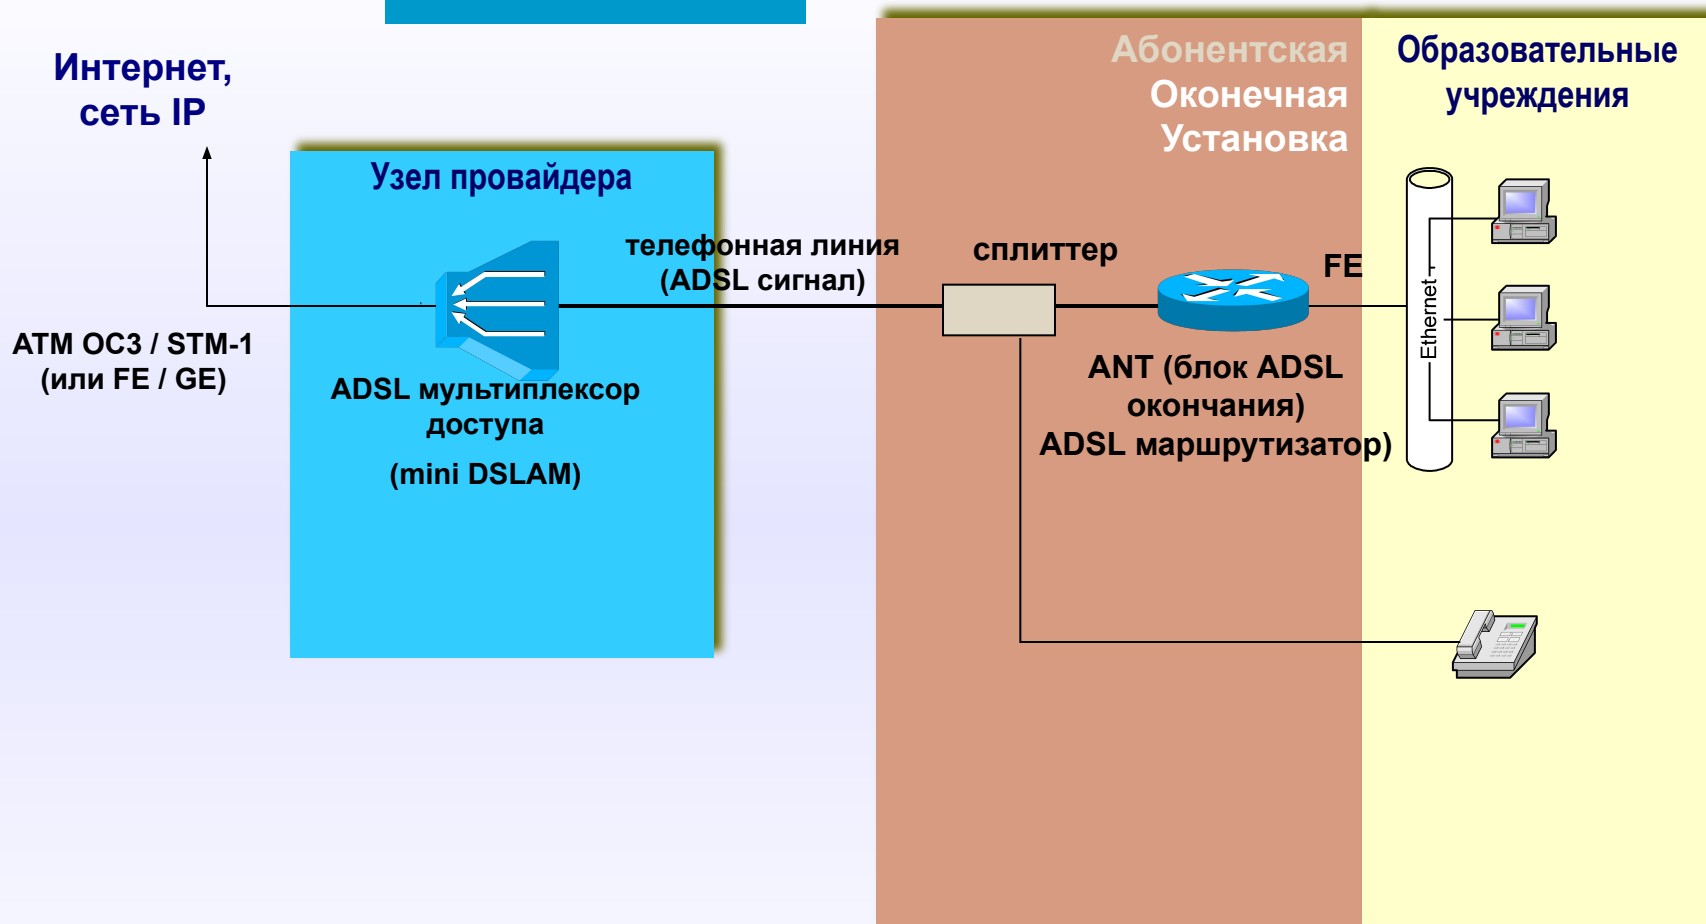 Интернет,
сеть IP
Узел провайдера
Абонентская
Оконечная
Установка
Образовательные
учреждения
телефонная линия
(ADSL сигнал)
сплиттер
FE
Ethernet
ATM OC3 / STM-1
(или FE / GE)
ADSL мультиплексор
доступа
(mini DSLAM)
ANT (блок ADSL
окончания)
ADSL маршрутизатор)